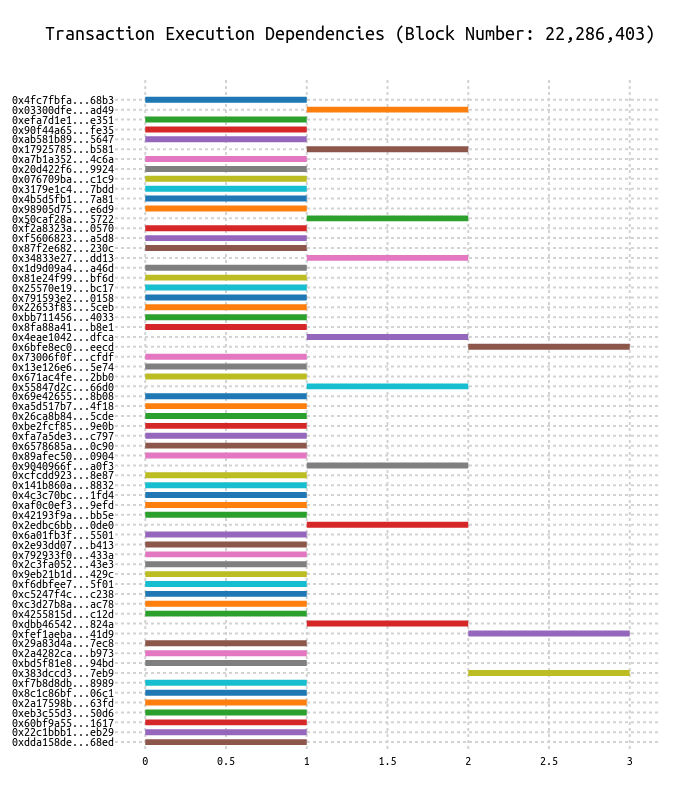 Transaction Execution Dependencies (Block Number: 22,286,403)
0x4fc7fbfa...68b3
0x03300dfe...ad49
0xefa7d1e1...e351
0x90f44a65...fe35
0xab581b89...5647
0x17925785...b581
0xa7b1a352...4c6a
0x20d422f6...9924
0x076709ba...c1c9
0x3179e1c4...7bdd
0x4b5d5fb1...7a81
0x98905d75...e6d9
0x50caf28a...5722
0xf2a8323a...0570
0xf5606823...a5d8
0x87f2e682...230c
0x34833e27...dd13
0x1d9d09a4...a46d
0x81e24f99...bf6d
0x25570e19...bc17
0x791593e2...0158
0x22653f83...5ceb
0xbb711456...4033
0x8fa88a41...b8e1
0x4eae1042...dfca
0x6bfe8ec0...eecd
0x73006f0f...cfdf
0x13e126e6...5e74
0x671ac4fe...2bb0
0x55847d2c...66d0
0x69e42655...8b08
0xa5d517b7...4f18
0x26ca8b84...5cde
0xbe2fcf85...9e0b
0xfa7a5de3...c797
0x6578685a...0c90
0x89afec50...0904
0x9040966f...a0f3
0xcfcdd923...8e87
0x141b860a...8832
0x4c3c70bc...1fd4
0xaf0c0ef3...9efd
0x42193f9a...bb5e
0x2edbc6bb...0de0
0x6a01fb3f...5501
0x2e93dd07...b413
0x792933f0...433a
0x2c3fa052...43e3
0x9eb21b1d...429c
0xf6dbfee7...5f01
0xc5247f4c...c238
0xc3d27b8a...ac78
0x4255815d...c12d
0xdbb46542...824a
0xfef1aeba...41d9
0x29a83d4a...7ec8
0x2a4282ca...b973
0xbd5f81e8...94bd
0x383dccd3...7eb9
0xf7b8d8db...8989
0x8c1c86bf...06c1
0x2a17598b...63fd
0xeb3c55d3...50d6
0x60bf9a55...1617
0x22c1bbb1...eb29
0xdda158de...68ed
0 0.5 1 1.5 2 2.5 3